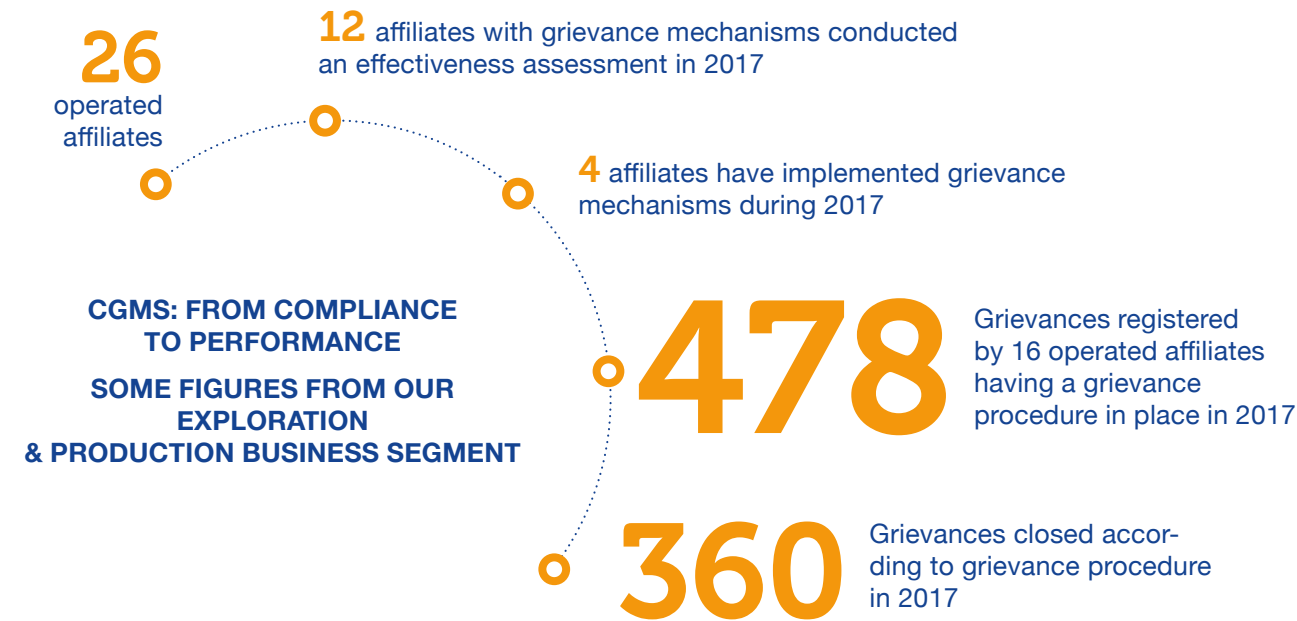 26
operated
affiliates
12 affiliates with grievance mechanisms conducted
an effectiveness assessment in 2017
4 affiliates have implemented grievance
mechanisms during 2017
CGMS: FROM COMPLIANCE
TO PERFORMANCE
SOME FIGURES FROM OUR
EXPLORATION
& PRODUCTION BUSINESS SEGMENT
478
Grievances registered
by 16 operated affiliates
having a grievance
procedure in place in 2017
360
Grievances closed accor-
ding to grievance procedure
in 2017